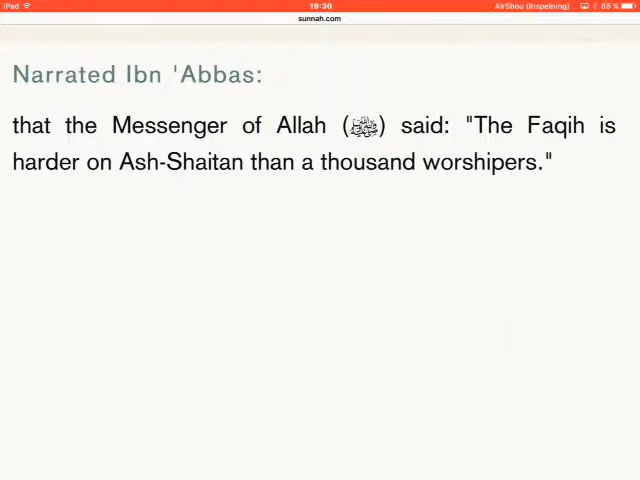 iPad 19:30 AirShou (Inspelning) 65 %
sunnah.com
Narrated Ibn 'Abbas:
that the Messenger of Allah (ﷺ) said: "The Faqih is
harder on Ash-Shaitan than a thousand worshipers."